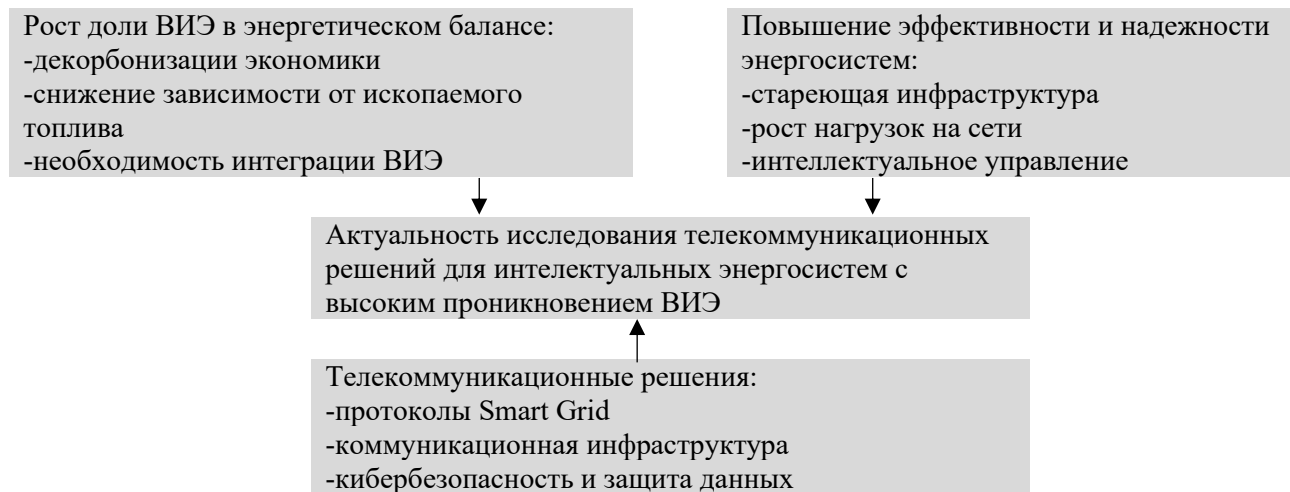 Рост доли ВИЭ в энергетическом балансе:
-декорбонизации экономики
-снижение зависимости от ископаемого
топлива
-необходимость интеграции ВИЭ
Повышение эффективности и надежности
энергосистем:
-стареющая инфраструктура
-рост нагрузок на сети
-интеллектуальное управление
Актуальность исследования телекоммуникационных
решений для интелектуальных энергосистем с
высоким проникновением ВИЭ
Телекоммуникационные решения:
-протоколы Smart Grid
-коммуникационная инфраструктура
-кибербезопасность и защита данных